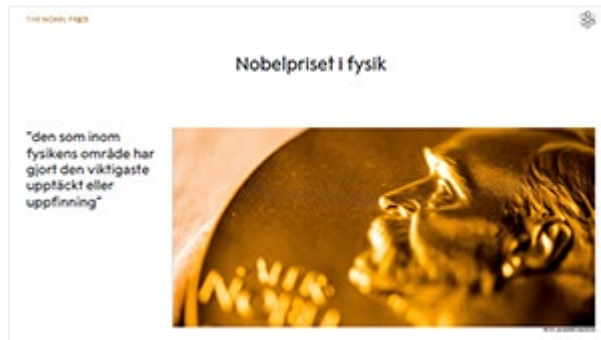 THE NOBEL PRIZE
Nobelpriset i fysik
"den som inom
fysikens område har
gjort den viktigaste
upptäckt eller
uppfinning"